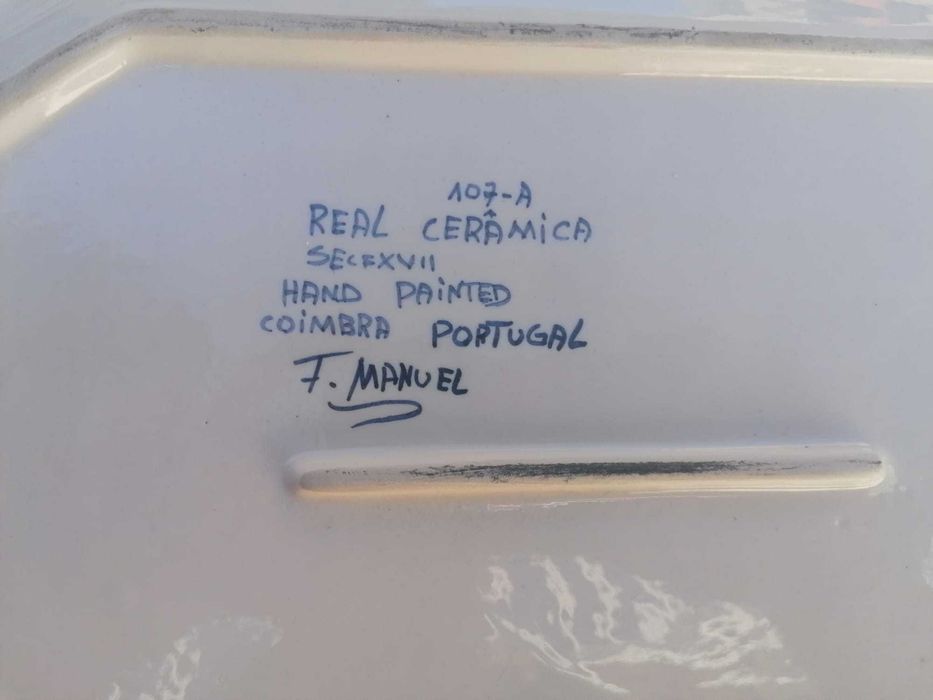 107-A
REAL CERÂMICA
SEC.XVII
HAND PAINTED
COIMBRA PORTUGAL
F. MANUEL